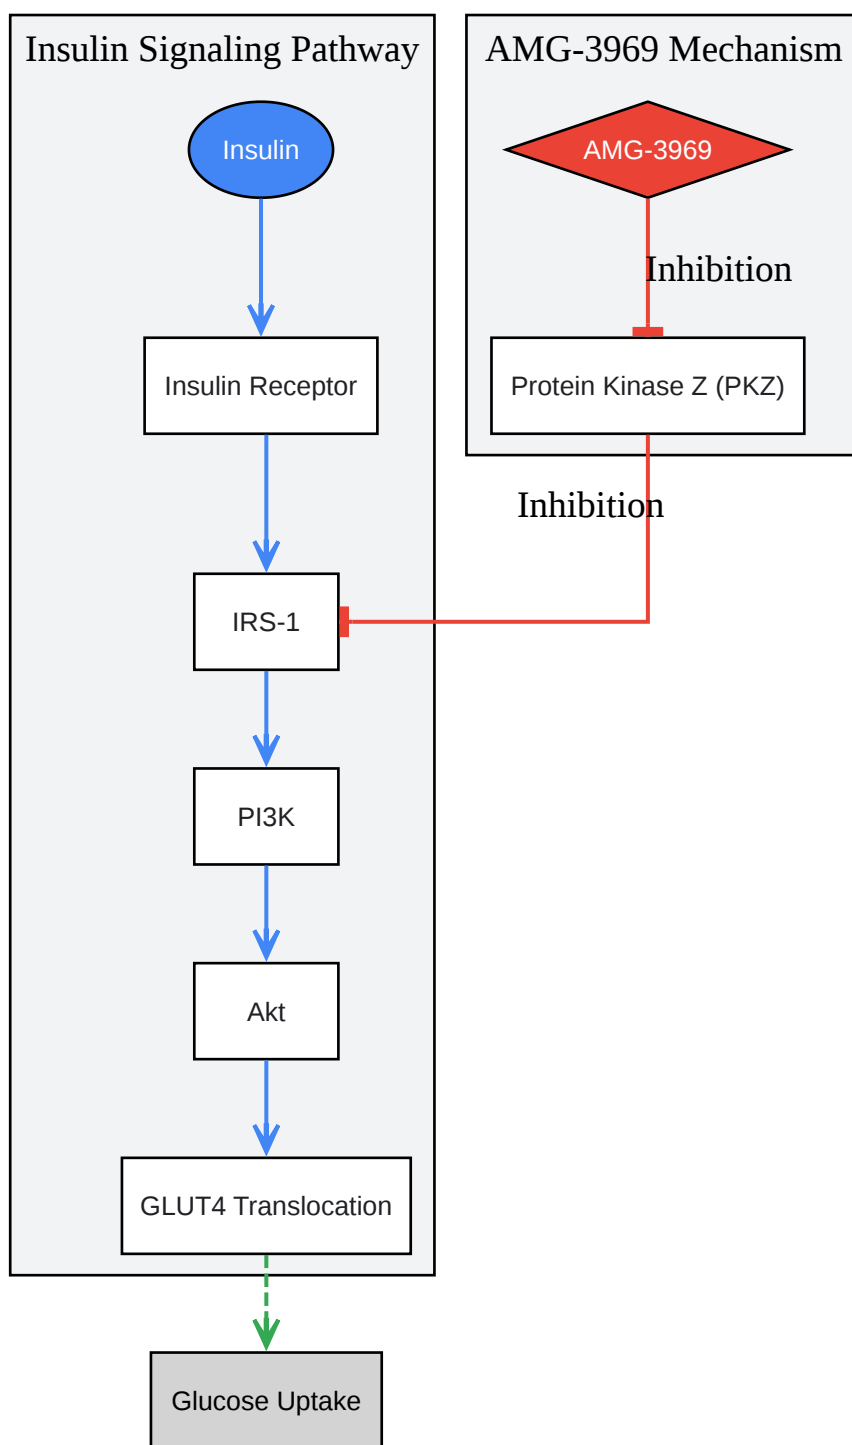 Insulin Signaling Pathway
AMG-3969 Mechanism
Insulin
AMG-3969
Inhibition
Insulin Receptor
Protein Kinase Z (PKZ)
Inhibition
IRS-1
PI3K
Akt
GLUT4 Translocation
Glucose Uptake